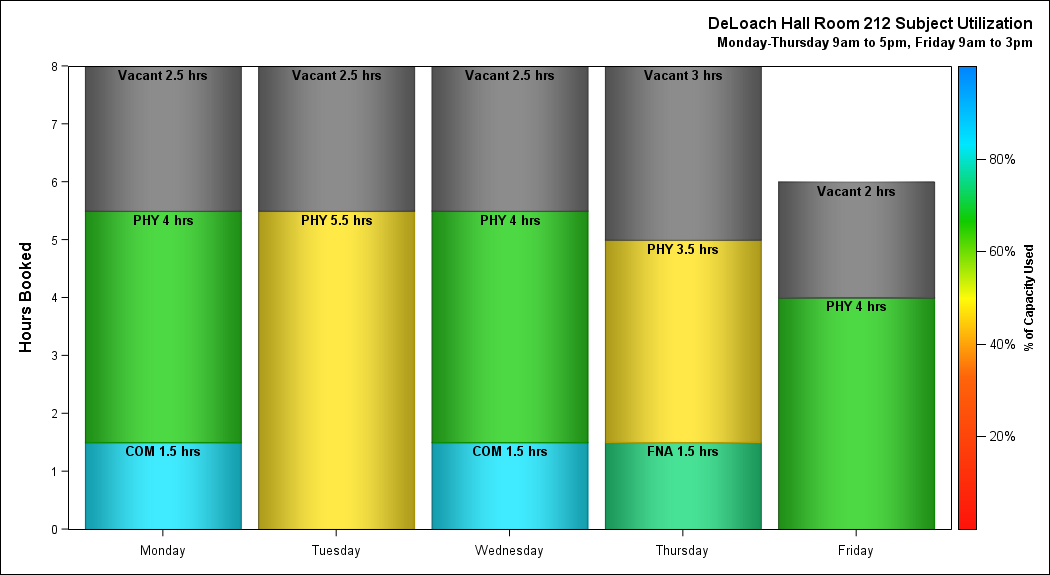 DeLoach Hall Room 212 Subject Utilization
Monday-Thursday 9am to 5pm, Friday 9am to 3pm
Hours Booked
8
7
6
5
4
3
2
1
0
Vacant 2.5 hrs
PHY 4 hrs
COM 1.5 hrs
Vacant 2.5 hrs
PHY 5.5 hrs
Vacant 2.5 hrs
PHY 4 hrs
COM 1.5 hrs
Vacant 3 hrs
PHY 3.5 hrs
FNA 1.5 hrs
Vacant 2 hrs
PHY 4 hrs
Monday
Tuesday
Wednesday
Thursday
Friday
80%
60%
40%
20%
% of Capacity Used